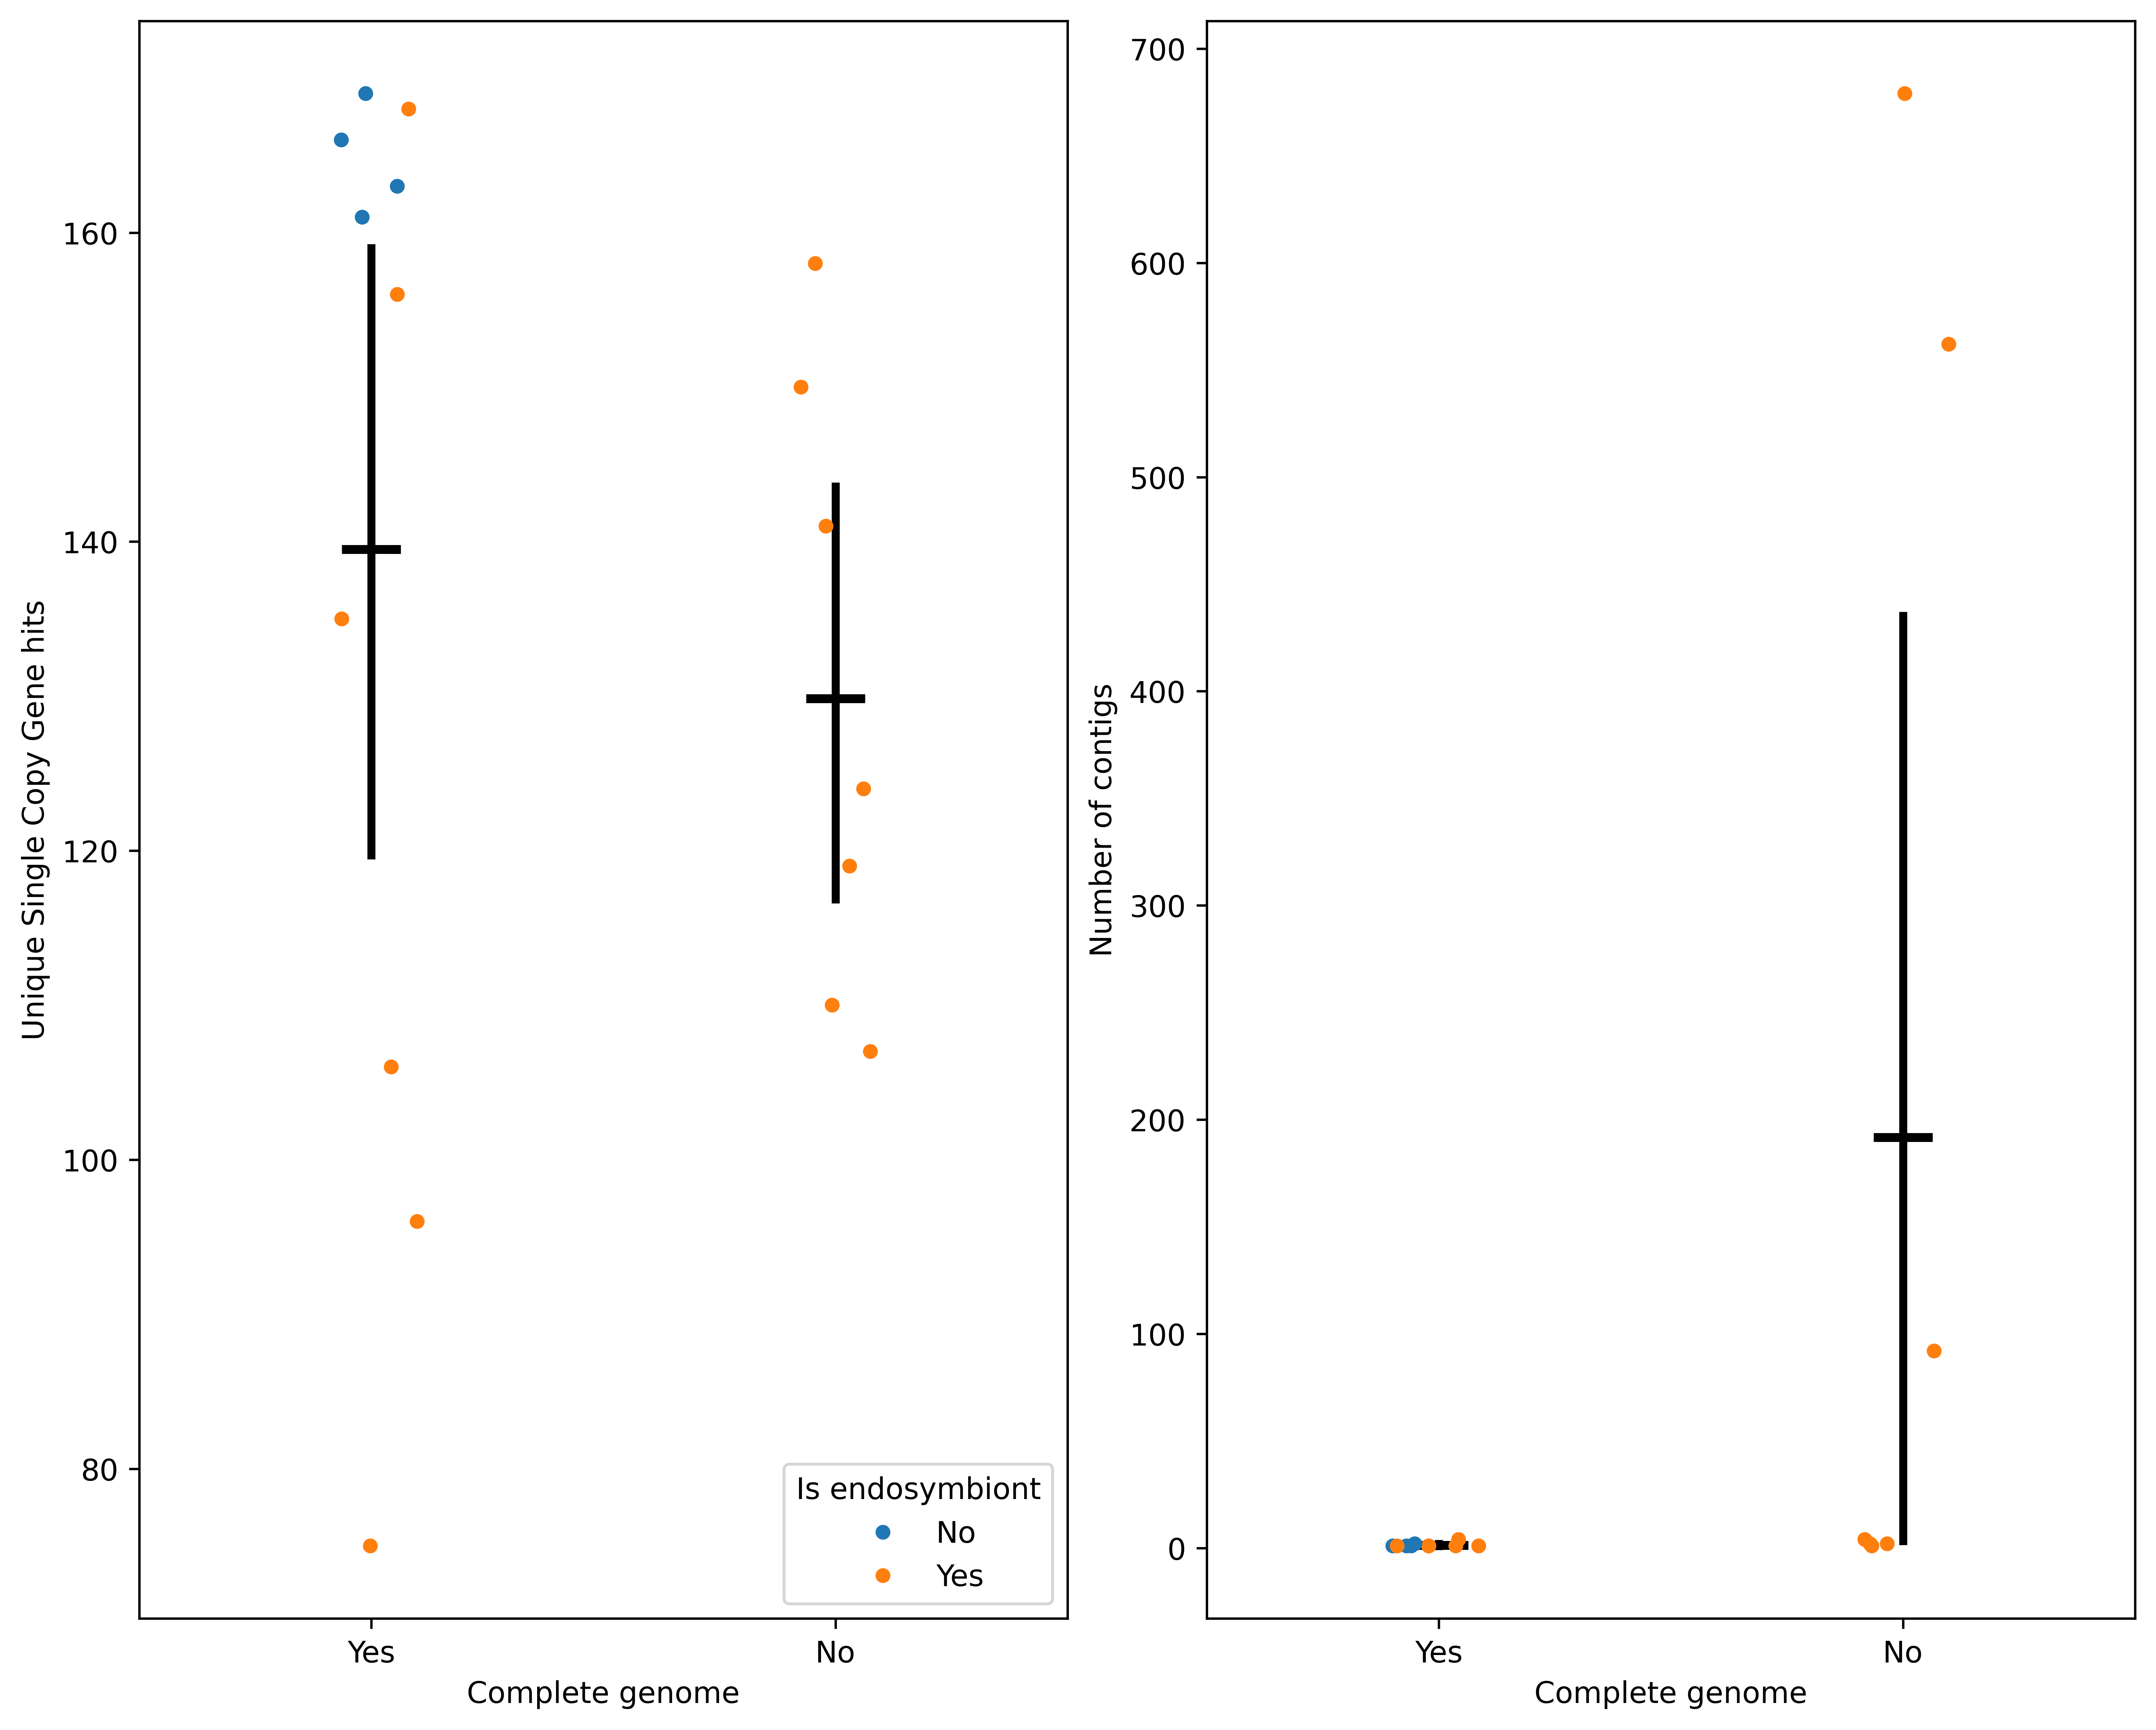 Unique Single Copy Gene hits
160
140
120
100
80
Yes
No
Complete genome
Is endosymbiont
No
Yes
Number of contigs
700
600
500
400
300
200
100
0
Yes
No
Complete genome